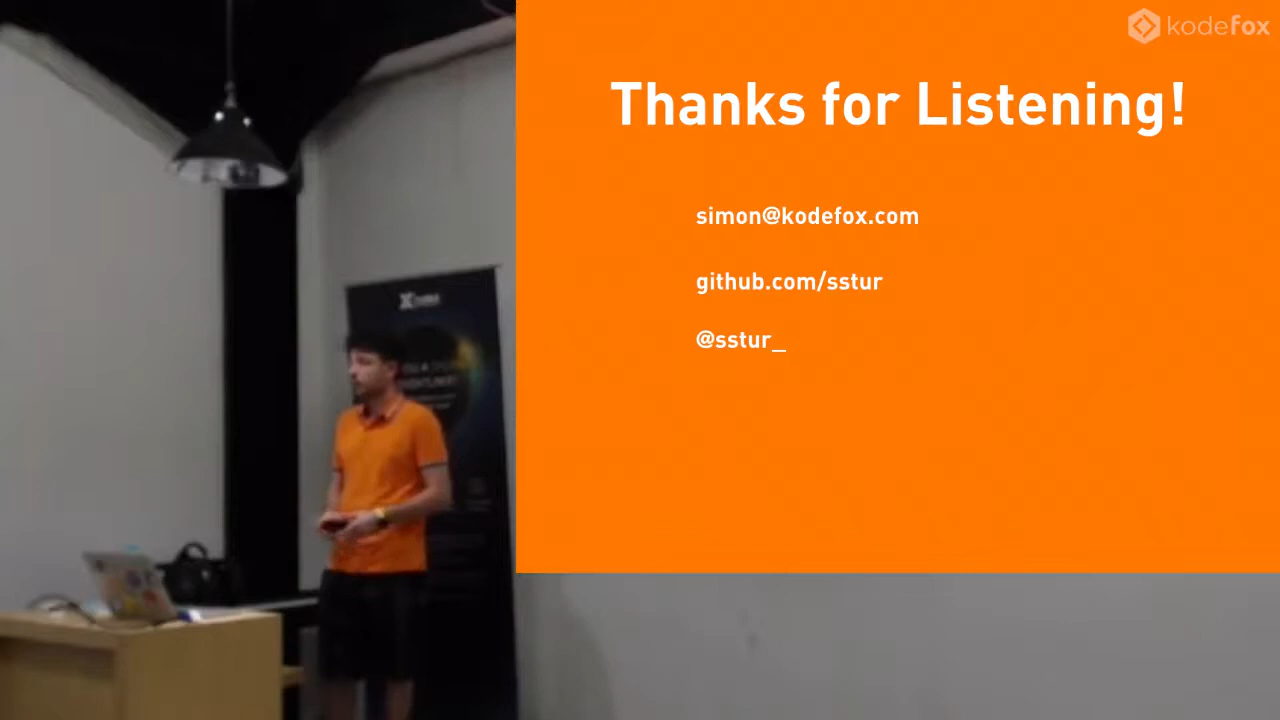 kodefox
Thanks for Listening!
simon@kodefox.com
github.com/sstur
@sstur_